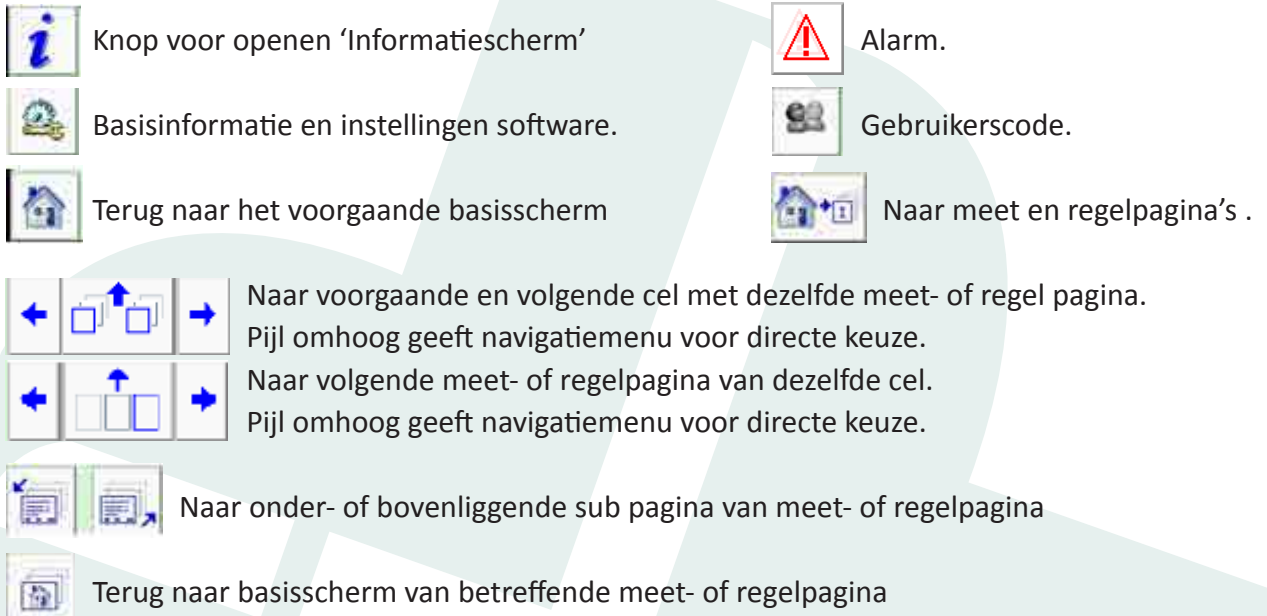 Knop voor openen ‘Informatiescherm’
Alarm.
Basisinformatie en instellingen software.
Gebruikerscode.
Terug naar het voorgaande basisscherm
Naar meet en regelpagina’s .
Naar voorgaande en volgende cel met dezelfde meet- of regel pagina.
Pijl omhoog geeft navigatiemenu voor directe keuze.
Naar volgende meet- of regelpagina van dezelfde cel.
Pijl omhoog geeft navigatiemenu voor directe keuze.
Naar onder- of bovenliggende sub pagina van meet- of regelpagina
Terug naar basisscherm van betreffende meet- of regelpagina